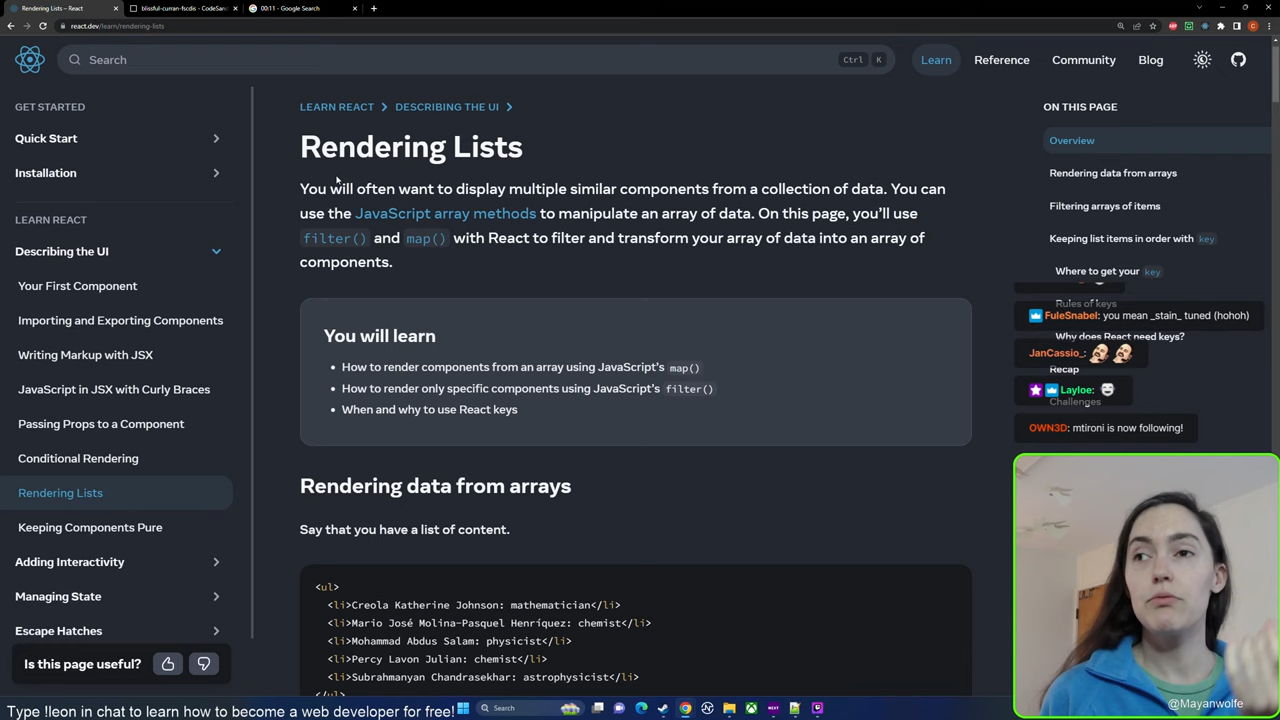 Rendering Lists – React
blissful-curran-fscdis - CodeSand
00:11 - Google Search
react.dev/learn/rendering-lists
Search
Ctrl
K
Learn
Reference
Community
Blog
GET STARTED
Quick Start
Installation
LEARN REACT
Describing the UI
Your First Component
Importing and Exporting Components
Writing Markup with JSX
JavaScript in JSX with Curly Braces
Passing Props to a Component
Conditional Rendering
Rendering Lists
Keeping Components Pure
Adding Interactivity
Managing State
Escape Hatches
Is this page useful?
LEARN REACT
DESCRIBING THE UI
Rendering Lists
You will often want to display multiple similar components from a collection of data. You can
use the JavaScript array methods to manipulate an array of data. On this page, you'll use
filter() and map() with React to filter and transform your array of data into an array of
components.
You will learn
• How to render components from an array using JavaScript's map()
• How to render only specific components using JavaScript's filter()
• When and why to use React keys
Rendering data from arrays
Say that you have a list of content.
<ul>
<li>Creola Katherine Johnson: mathematician</li>
<li>Mario José Molina-Pasquel Henríquez: chemist</li>
<li>Mohammad Abdus Salam: physicist</li>
<li>Percy Lavon Julian: chemist</li>
<li>Subrahmanyan Chandrasekhar: astrophysicist</li>
</ul>
ON THIS PAGE
Overview
Rendering data from arrays
Filtering arrays of items
Keeping list items in order with key
Where to get your key
Rules of keys
FuleSnabel: you mean _stain_ tuned (hohoh)
Why does React need keys?
JanCassio_:
Recap
Layloe:
Challenges
OWN3D: mtironi is now following!
@Mayanwolfe
Type !leon in chat to learn how to become a web developer for free!
Search